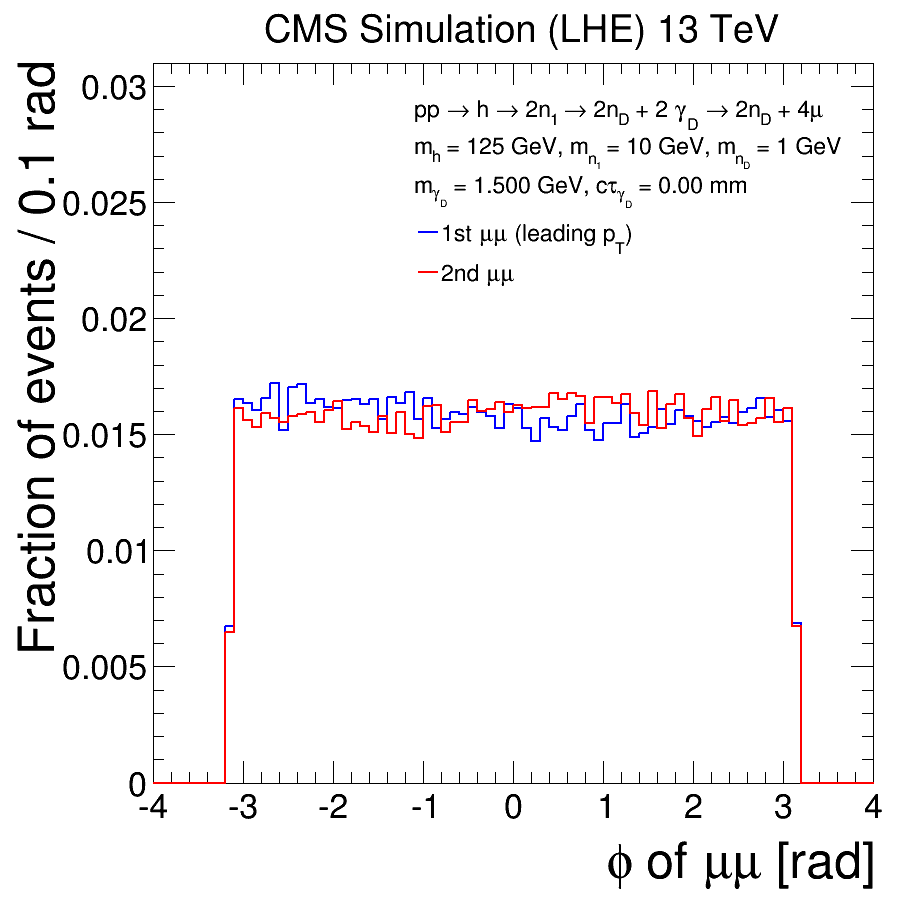 CMS Simulation (LHE) 13 TeV
Fraction of events / 0.1 rad
0.03
0.025
0.02
0.015
0.01
0.005
0
pp → h → 2n₁ → 2n_D + 2 γ_D → 2n_D + 4μ
m_h = 125 GeV, m_n₁ = 10 GeV, m_n_D = 1 GeV
m_γ_D = 1.500 GeV, cτ_γ_D = 0.00 mm
1st μμ (leading p_T)
2nd μμ
-4 -3 -2 -1 0 1 2 3 4
ϕ of μμ [rad]